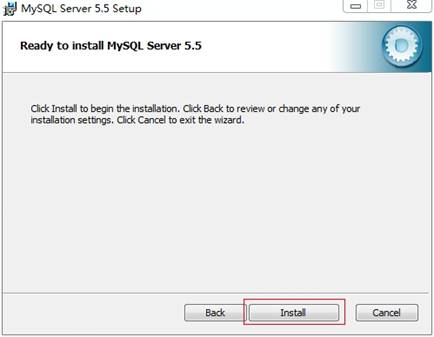 MySQL Server 5.5 Setup
Ready to install MySQL Server 5.5
Click Install to begin the installation. Click Back to review or change any of your
installation settings. Click Cancel to exit the wizard.
Back Install Cancel